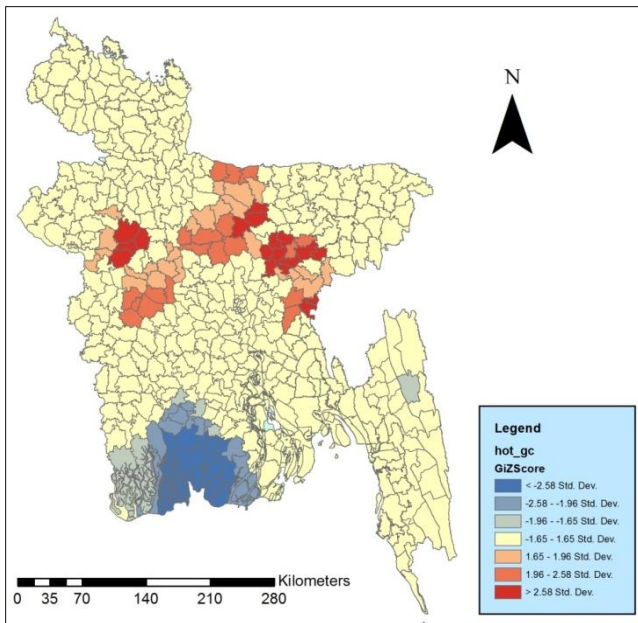 N
Legend
hot_gc
GiZScore
< -2.58 Std. Dev.
-2.58 - -1.96 Std. Dev.
-1.96 - -1.65 Std. Dev.
-1.65 - 1.65 Std. Dev.
1.65 - 1.96 Std. Dev.
1.96 - 2.58 Std. Dev.
> 2.58 Std. Dev.
Kilometers
0 35 70 140 210 280